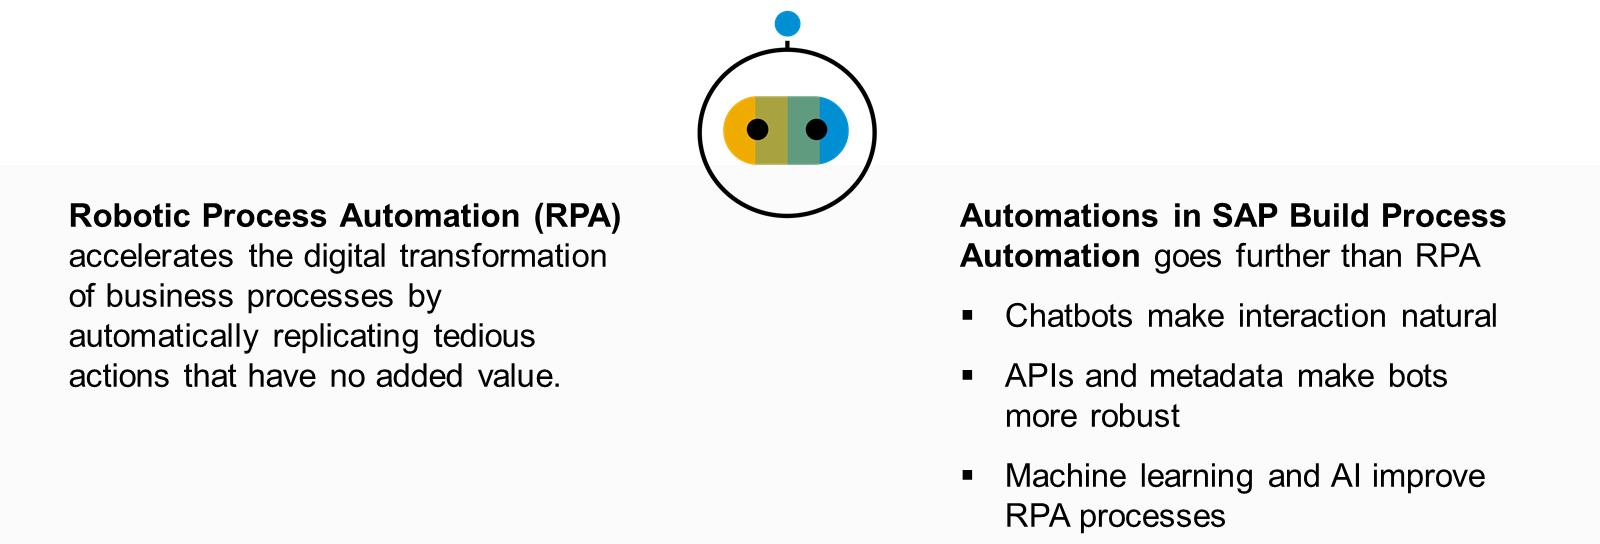 Robotic Process Automation (RPA)
accelerates the digital transformation
of business processes by
automatically replicating tedious
actions that have no added value.
Automations in SAP Build Process
Automation goes further than RPA
▪ Chatbots make interaction natural
▪ APIs and metadata make bots
more robust
▪ Machine learning and AI improve
RPA processes